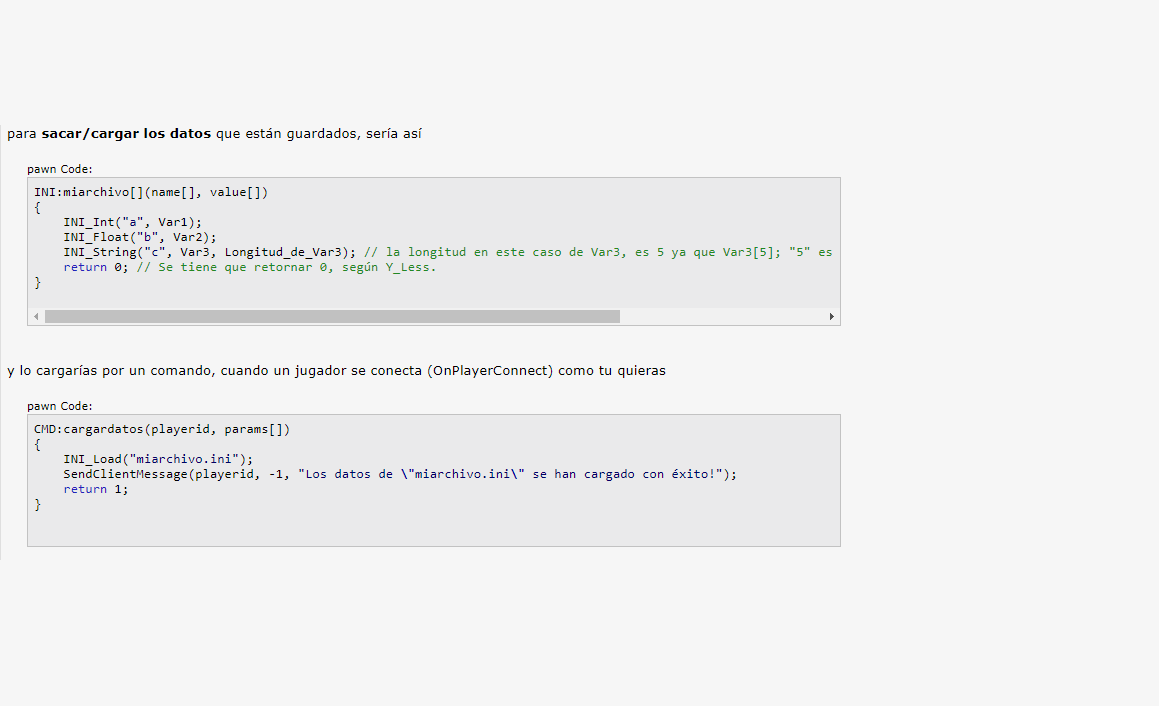 para sacar/cargar los datos que están guardados, sería así
pawn Code:
INI:miarchivo[](name[], value[])
{
INI_Int("a", Var1);
INI_Float("b", Var2);
INI_String("c", Var3, Longitud_de_Var3); // la longitud en este caso de Var3, es 5 ya que Var3[5]; "5" es
return 0; // Se tiene que retornar 0, según Y_Less.
}
y lo cargarías por un comando, cuando un jugador se conecta (OnPlayerConnect) como tu quieras
pawn Code:
CMD:cargardatos(playerid, params[])
{
INI_Load("miarchivo.ini");
SendClientMessage(playerid, -1, "Los datos de \"miarchivo.ini\" se han cargado con éxito!");
return 1;
}